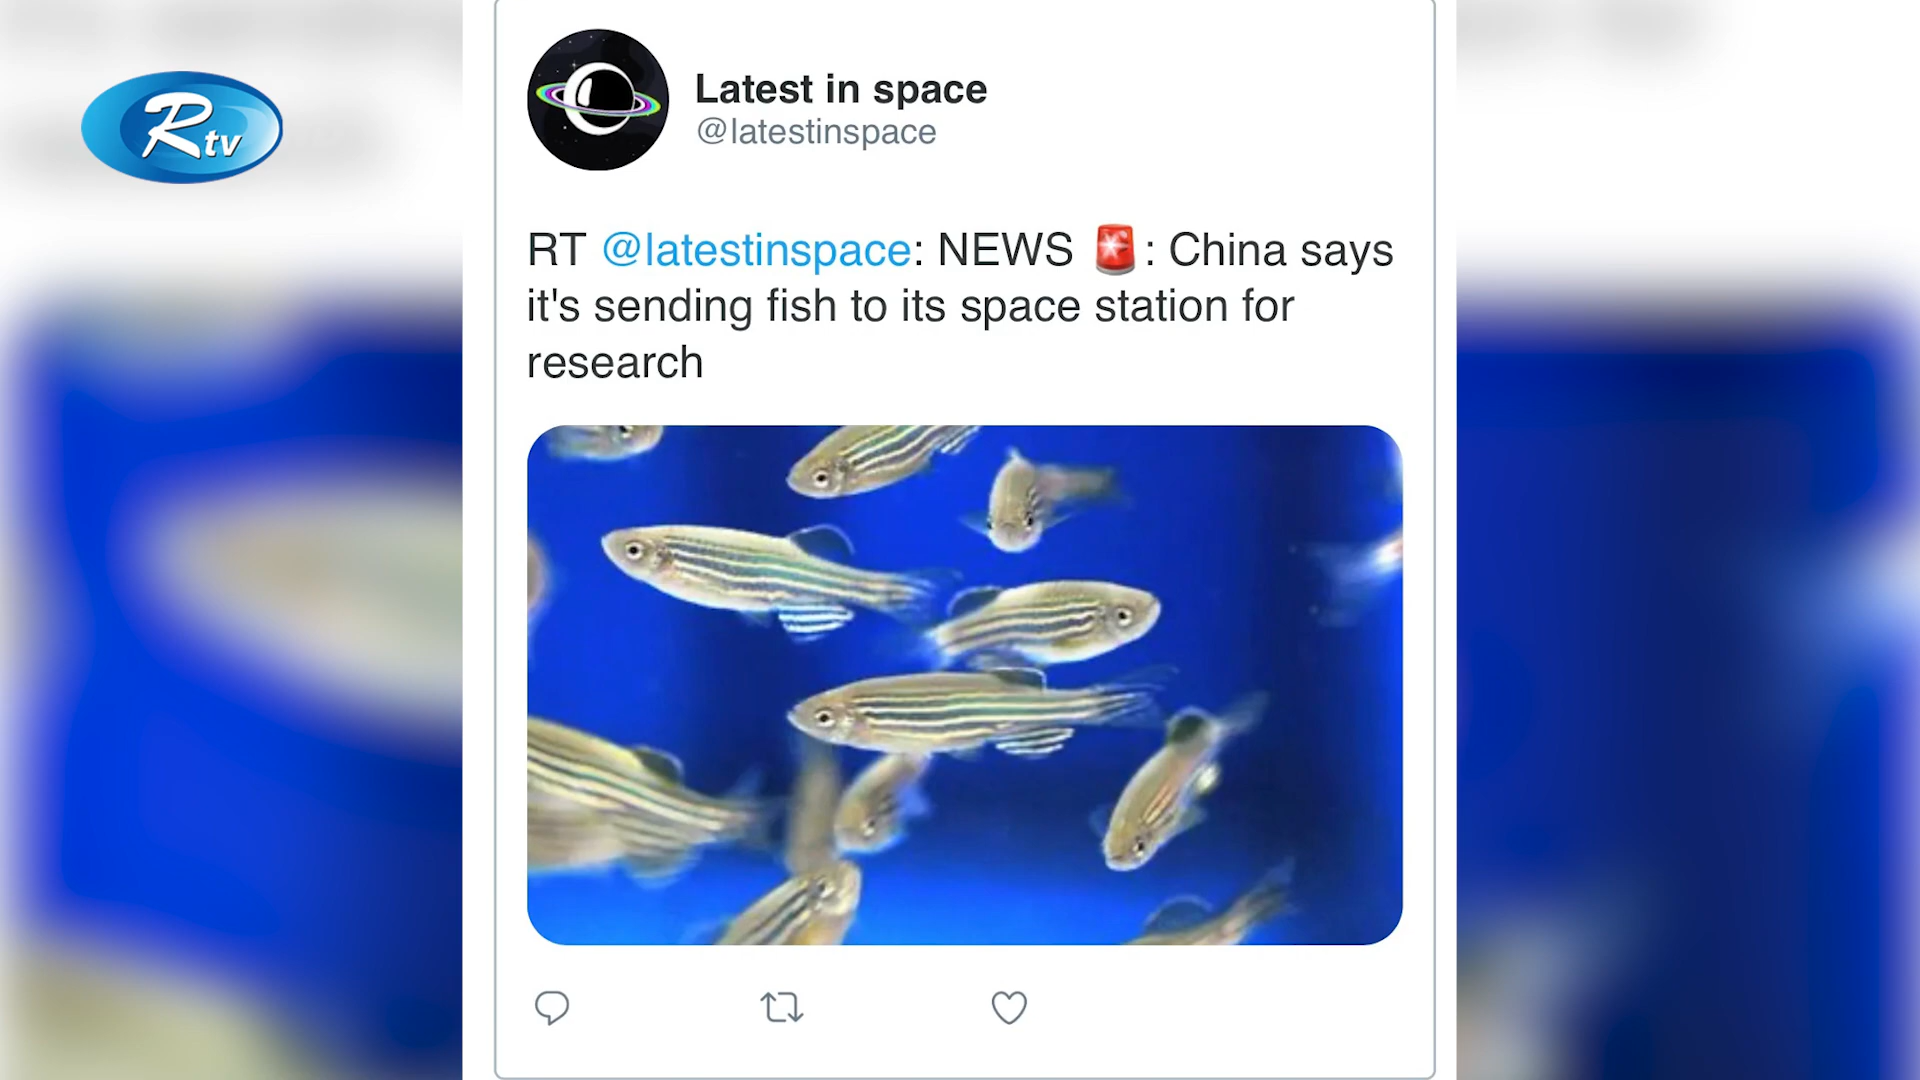 Rtv
Latest in space
@latestinspace
RT @latestinspace: NEWS 🚨: China says
it's sending fish to its space station for
research